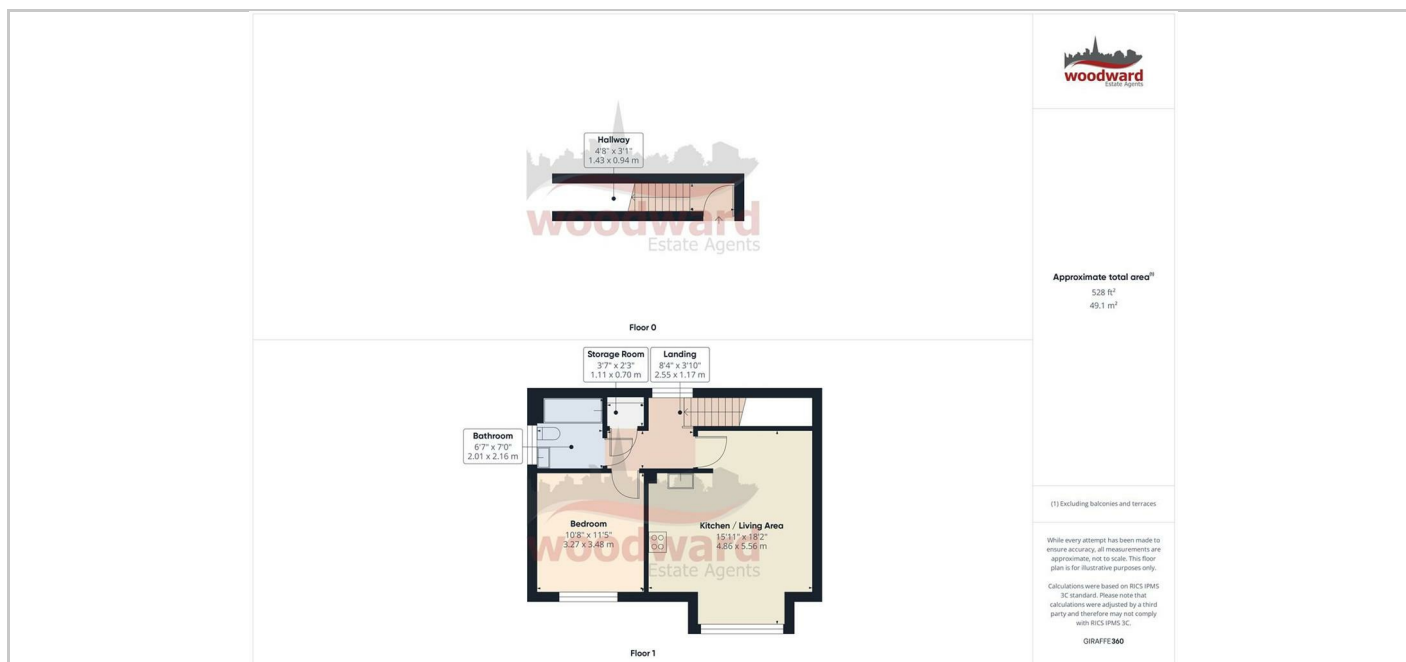 woodward
Estate Agents
Hallway
4'8" x 3'1"
1.43 x 0.94 m
woodward
Estate Agents
Floor 0
Approximate total area(1)
528 ft²
49.1 m²
Storage Room
3'7" x 2'3"
1.11 x 0.70 m
Landing
8'4" x 3'10"
2.55 x 1.17 m
Bathroom
6'7" x 7'0"
2.01 x 2.16 m
Bedroom
10'8" x 11'5"
3.27 x 3.48 m
Kitchen / Living Area
15'11" x 18'2"
4.86 x 5.56 m
woodward
Estate Agents
Floor 1
(1) Excluding balconies and terraces
While every attempt has been made to
ensure accuracy, all measurements are
approximate, not to scale. This floor
plan is for illustrative purposes only.
Calculations were based on RICS IPMS
3C standard. Please note that
calculations were adjusted by a third
party and therefore may not comply
with RICS IPMS 3C.
GIRAFFE360